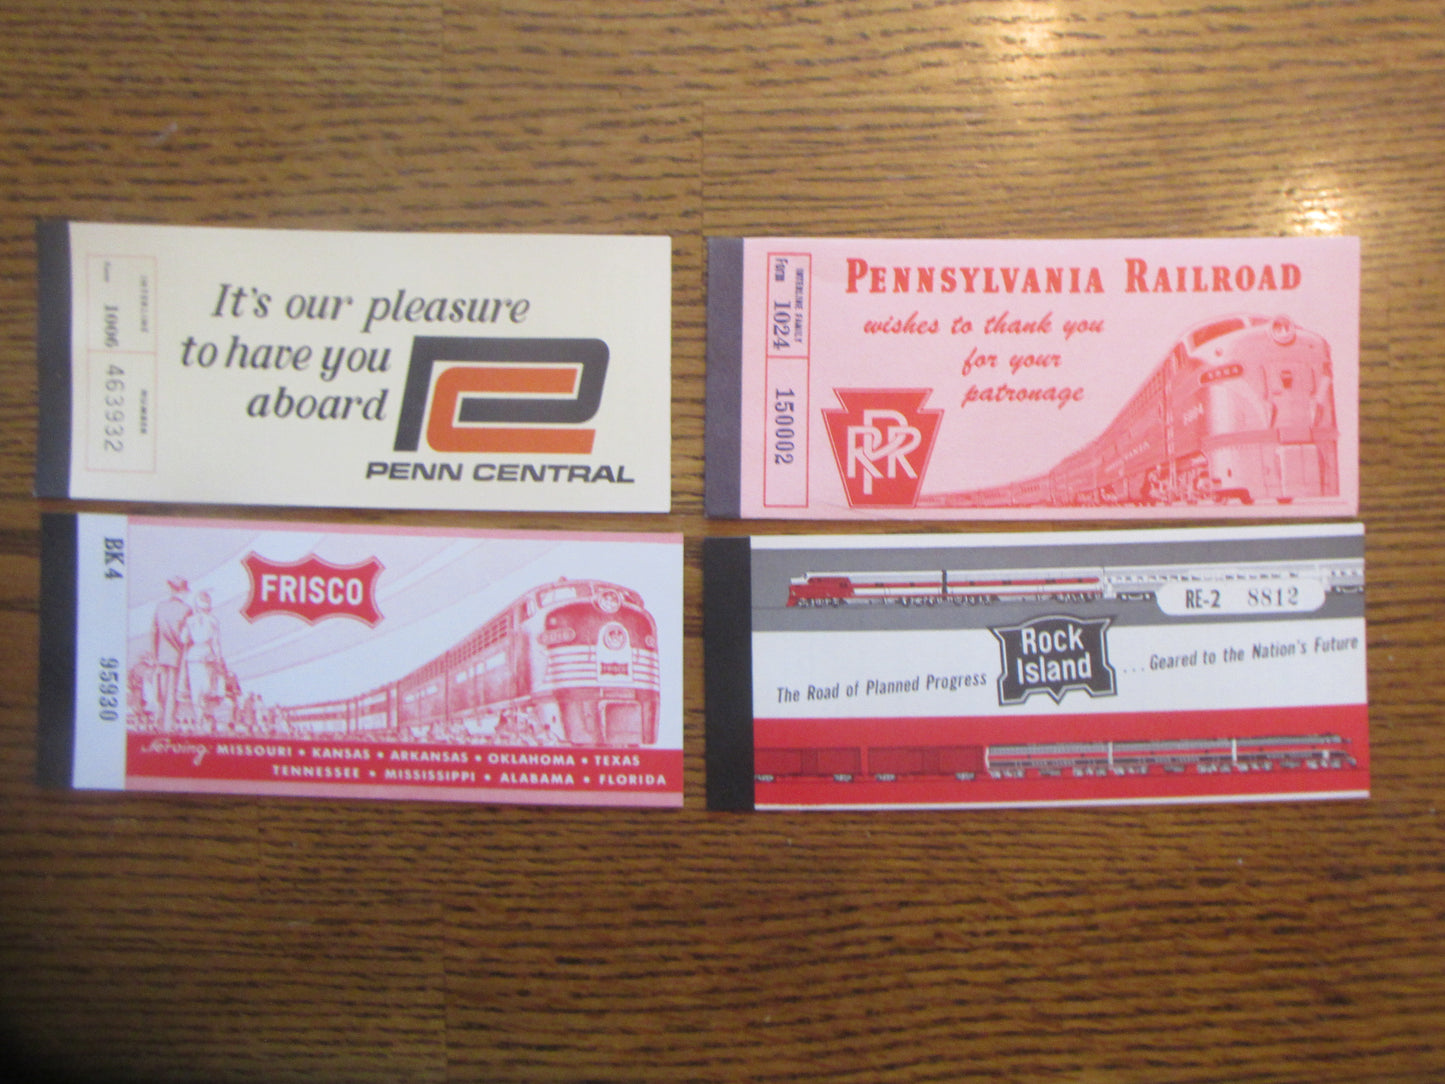 INTERLINE
Form 1006
NUMBER
463932
It's our pleasure
to have you
aboard
PENN CENTRAL
INTERLINE FAMILY
Form 1024
150002
PENNSYLVANIA RAILROAD
wishes to thank you
for your
patronage
PRR
5884
BK4
95930
FRISCO
Serving MISSOURI • KANSAS • ARKANSAS • OKLAHOMA • TEXAS
TENNESSEE • MISSISSIPPI • ALABAMA • FLORIDA
RE-2 8812
The Road of Planned Progress
Rock
Island
...Geared to the Nation's Future